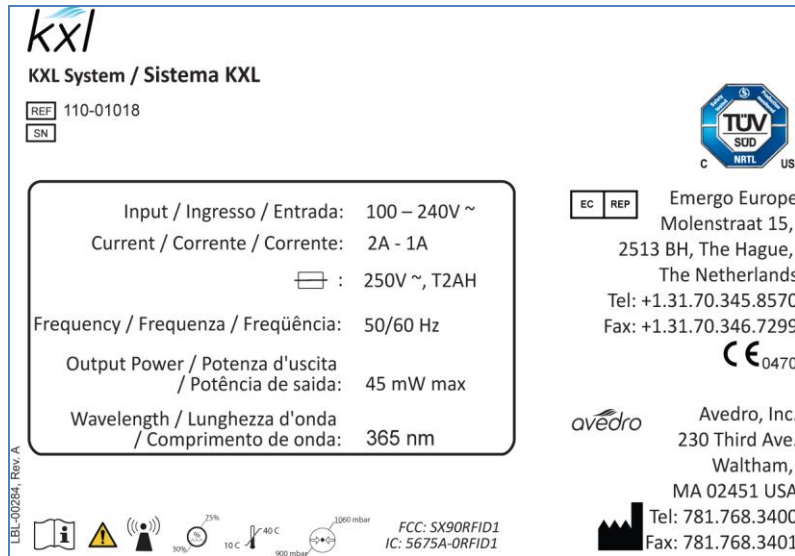 kxl
KXL System / Sistema KXL
REF 110-01018
SN
Input / Ingresso / Entrada: 100 – 240V ~
Current / Corrente / Corrente: 2A - 1A
: 250V ~, T2AH
Frequency / Frequenza / Freqüência: 50/60 Hz
Output Power / Potenza d'uscita
/ Potência de saida: 45 mW max
Wavelength / Lunghezza d'onda
/ Comprimento de onda: 365 nm
LBL-00284, Rev. A
30% % 75%
10 C 40 C
900 mbar 1060 mbar
FCC: SX90RFID1
IC: 5675A-0RFID1
TÜV
SÜD
C NRTL US
EC REP Emergo Europe
Molenstraat 15,
2513 BH, The Hague,
The Netherlands
Tel: +1.31.70.345.8570
Fax: +1.31.70.346.7299
CE 0470
avedro Avedro, Inc.
230 Third Ave.
Waltham,
MA 02451 USA
Tel: 781.768.3400
Fax: 781.768.3401